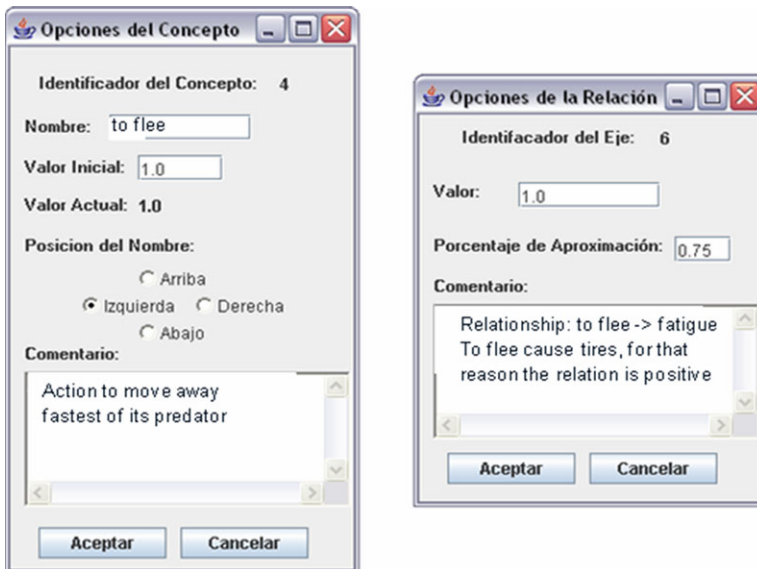 Opciones del Concepto
Identificador del Concepto: 4
Nombre: to flee
Valor Inicial: 1.0
Valor Actual: 1.0
Posicion del Nombre:
Arriba
Izquierda Derecha
Abajo
Comentario:
Action to move away
fastest of its predator
Aceptar Cancelar
Opciones de la Relación
Identifacador del Eje: 6
Valor: 1.0
Porcentaje de Aproximación: 0.75
Comentario:
Relationship: to flee -> fatigue
To flee cause tires, for that
reason the relation is positive
Aceptar Cancelar